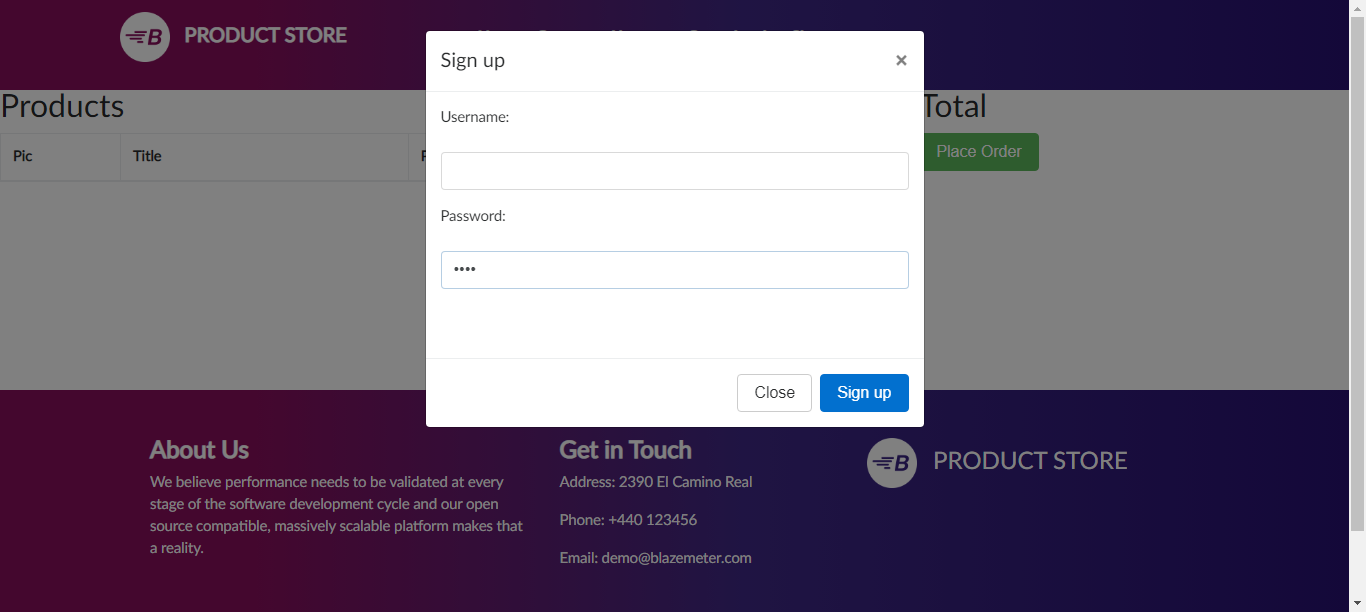 B PRODUCT STORE
Sign up ×
Products
Total
Username:
Pic Title
Place Order
Password:
••••
Close Sign up
About Us
We believe performance needs to be validated at every
stage of the software development cycle and our open
source compatible, massively scalable platform makes that
a reality.
Get in Touch
Address: 2390 El Camino Real
Phone: +440 123456
Email: demo@blazemeter.com
B PRODUCT STORE